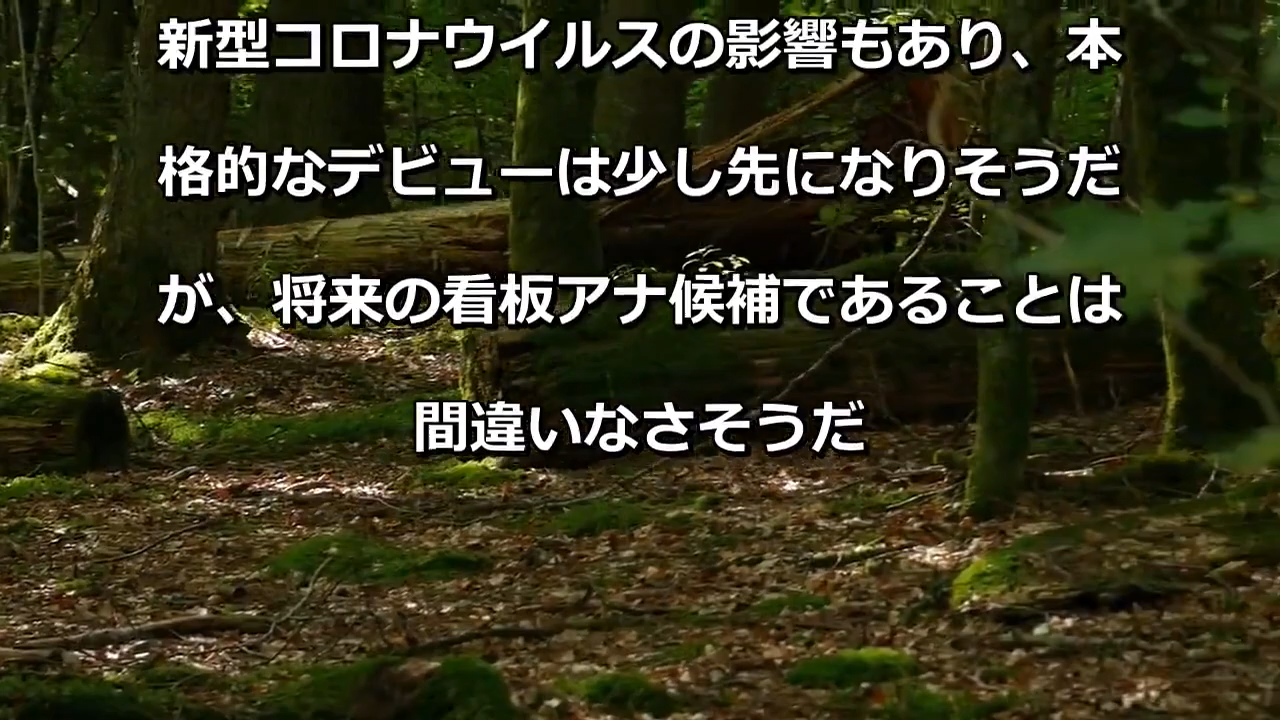 新型コロナウイルスの影響もあり、本
格的なデビューは少し先になりそうだ
が、将来の看板アナ候補であることは
間違いなさそうだ